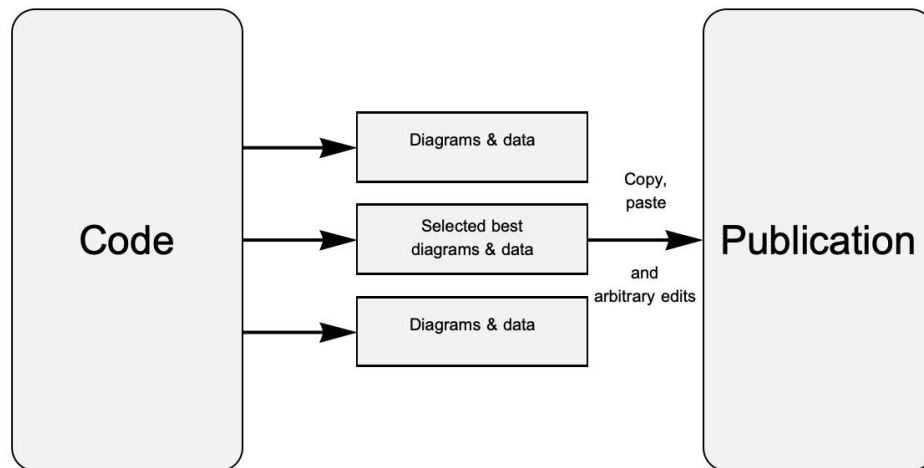 Code
Diagrams & data
Selected best
diagrams & data
Diagrams & data
Copy,
paste
and
arbitrary edits
Publication